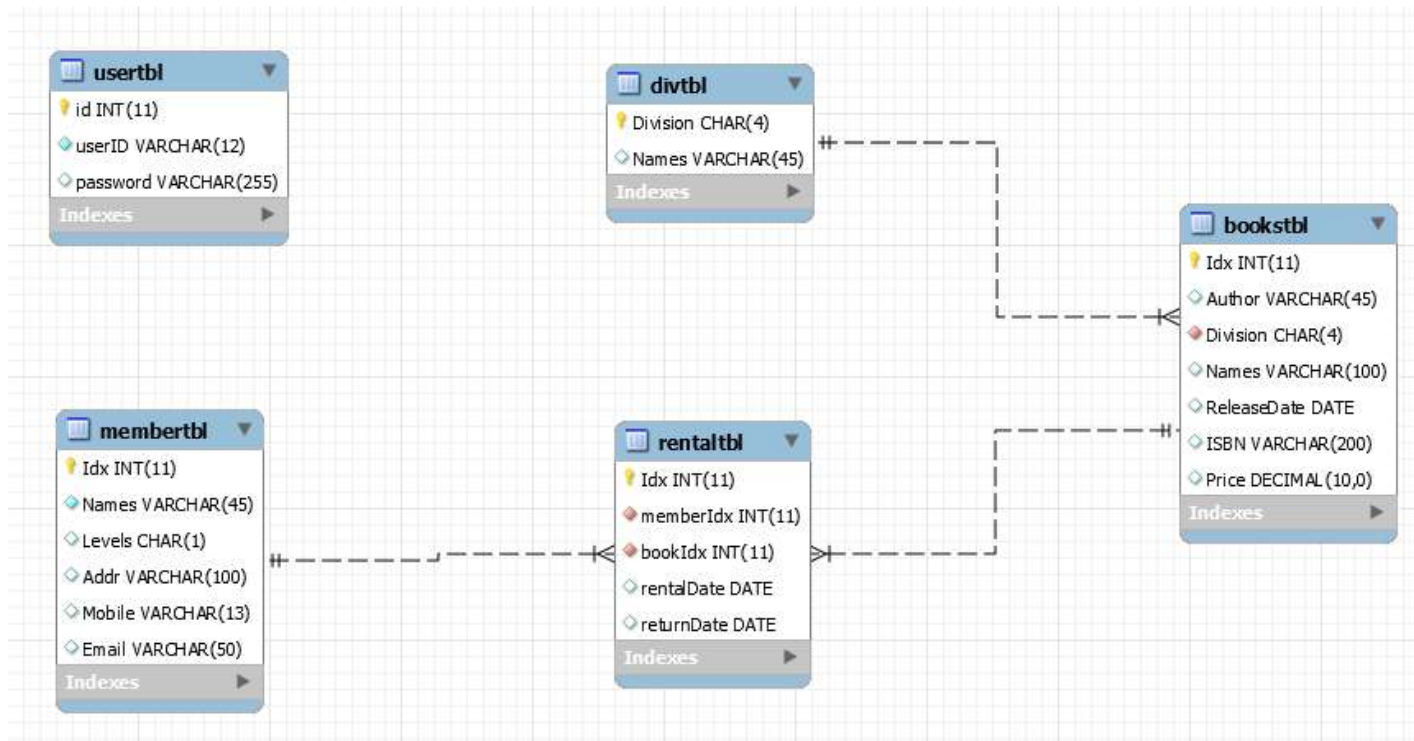 usertbl
id INT(11)
userID VARCHAR(12)
password VARCHAR(255)
Indexes
divtbl
Division CHAR(4)
Names VARCHAR(45)
Indexes
bookstbl
Idx INT(11)
Author VARCHAR(45)
Division CHAR(4)
Names VARCHAR(100)
ReleaseDate DATE
ISBN VARCHAR(200)
Price DECIMAL(10,0)
Indexes
membertbl
Idx INT(11)
Names VARCHAR(45)
Levels CHAR(1)
Addr VARCHAR(100)
Mobile VARCHAR(13)
Email VARCHAR(50)
Indexes
rentaltbl
Idx INT(11)
memberIdx INT(11)
bookIdx INT(11)
rentalDate DATE
returnDate DATE
Indexes